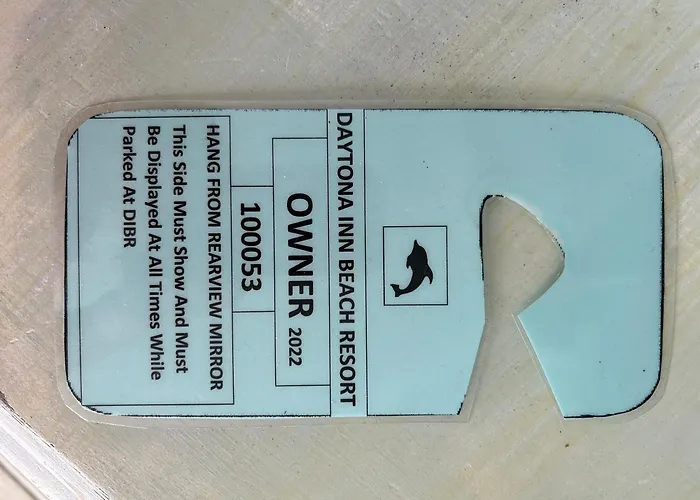 DAYTONA INN BEACH RESORT
OWNER 2022
100053
HANG FROM REARVIEW MIRROR
This Side Must Show And Must
Be Displayed At All Times While
Parked At DIBR